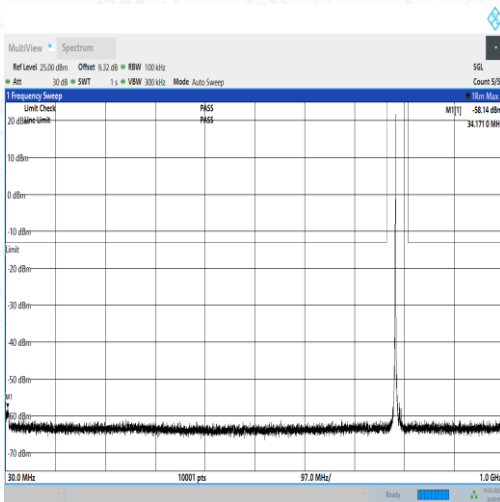 MultiView Spectrum
Ref Level 25.00 dBm Offset 9.32 dB RBW 100 kHz SGL
Att 30 dB SWT 1 s VBW 300 kHz Mode Auto Sweep Count 5/5
1 Frequency Sweep 1Rm Max
Limit Check PASS M1[1] -58.14 dBm
Line Limit PASS 34.171 0 MH
20 dBm
10 dBm
0 dBm
-10 dBm
Limit
-20 dBm
-30 dBm
-40 dBm
-50 dBm
M1
-60 dBm
-70 dBm
30.0 MHz 10001 pts 97.0 MHz/ 1.0 GHz
Ready